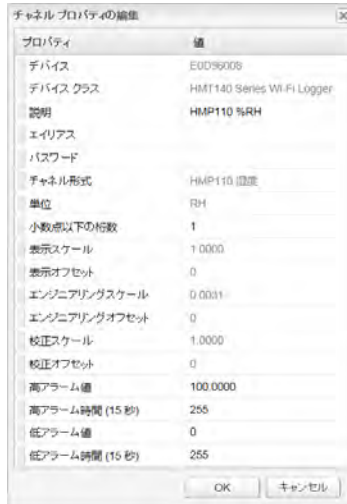 チャネル プロパティの編集
プロパティ 値
デバイス E0D96008
デバイス クラス HMT140 Series Wi-Fi Logger
説明 HMP110 %RH
エイリアス
パスワード
チャネル形式 HMP110 湿度
単位 RH
小数点以下の桁数 1
表示スケール 1.0000
表示オフセット 0
エンジニアリングスケール 0.0031
エンジニアリングオフセット 0
校正スケール 1.0000
校正オフセット 0
高アラーム値 100.0000
高アラーム時間 (15 秒) 255
低アラーム値 0
低アラーム時間 (15 秒) 255
OK キャンセル